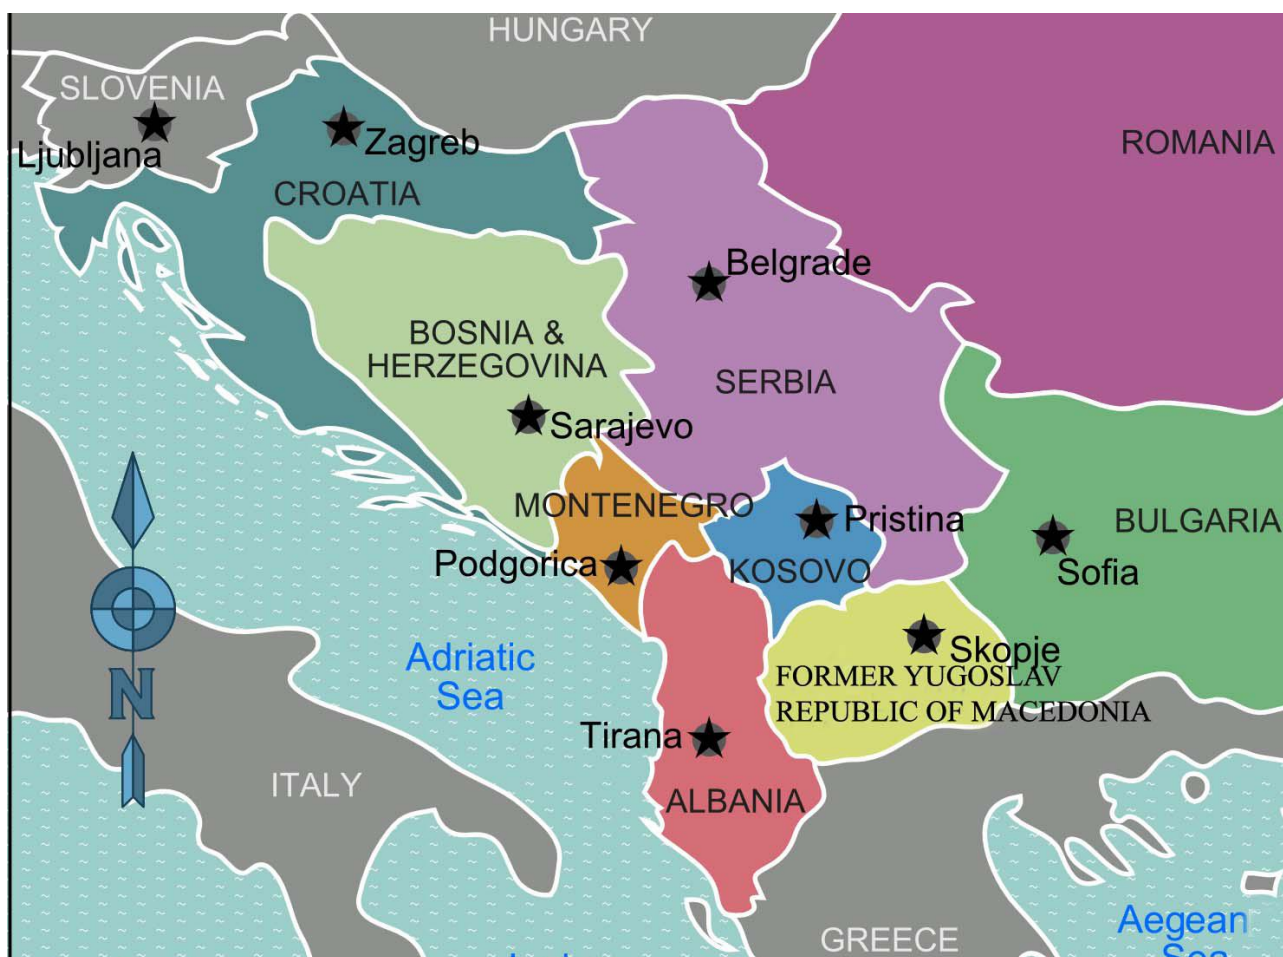 HUNGARY
SLOVENIA
Ljubljana
Zagreb
CROATIA
ROMANIA
Belgrade
BOSNIA &
HERZEGOVINA
SERBIA
Sarajevo
MONTENEGRO
Pristina
BULGARIA
Podgorica
KOSOVO
Sofia
Adriatic
Sea
Skopje
FORMER YUGOSLAV
REPUBLIC OF MACEDONIA
N
Tirana
ITALY
ALBANIA
GREECE
Aegean
Sea